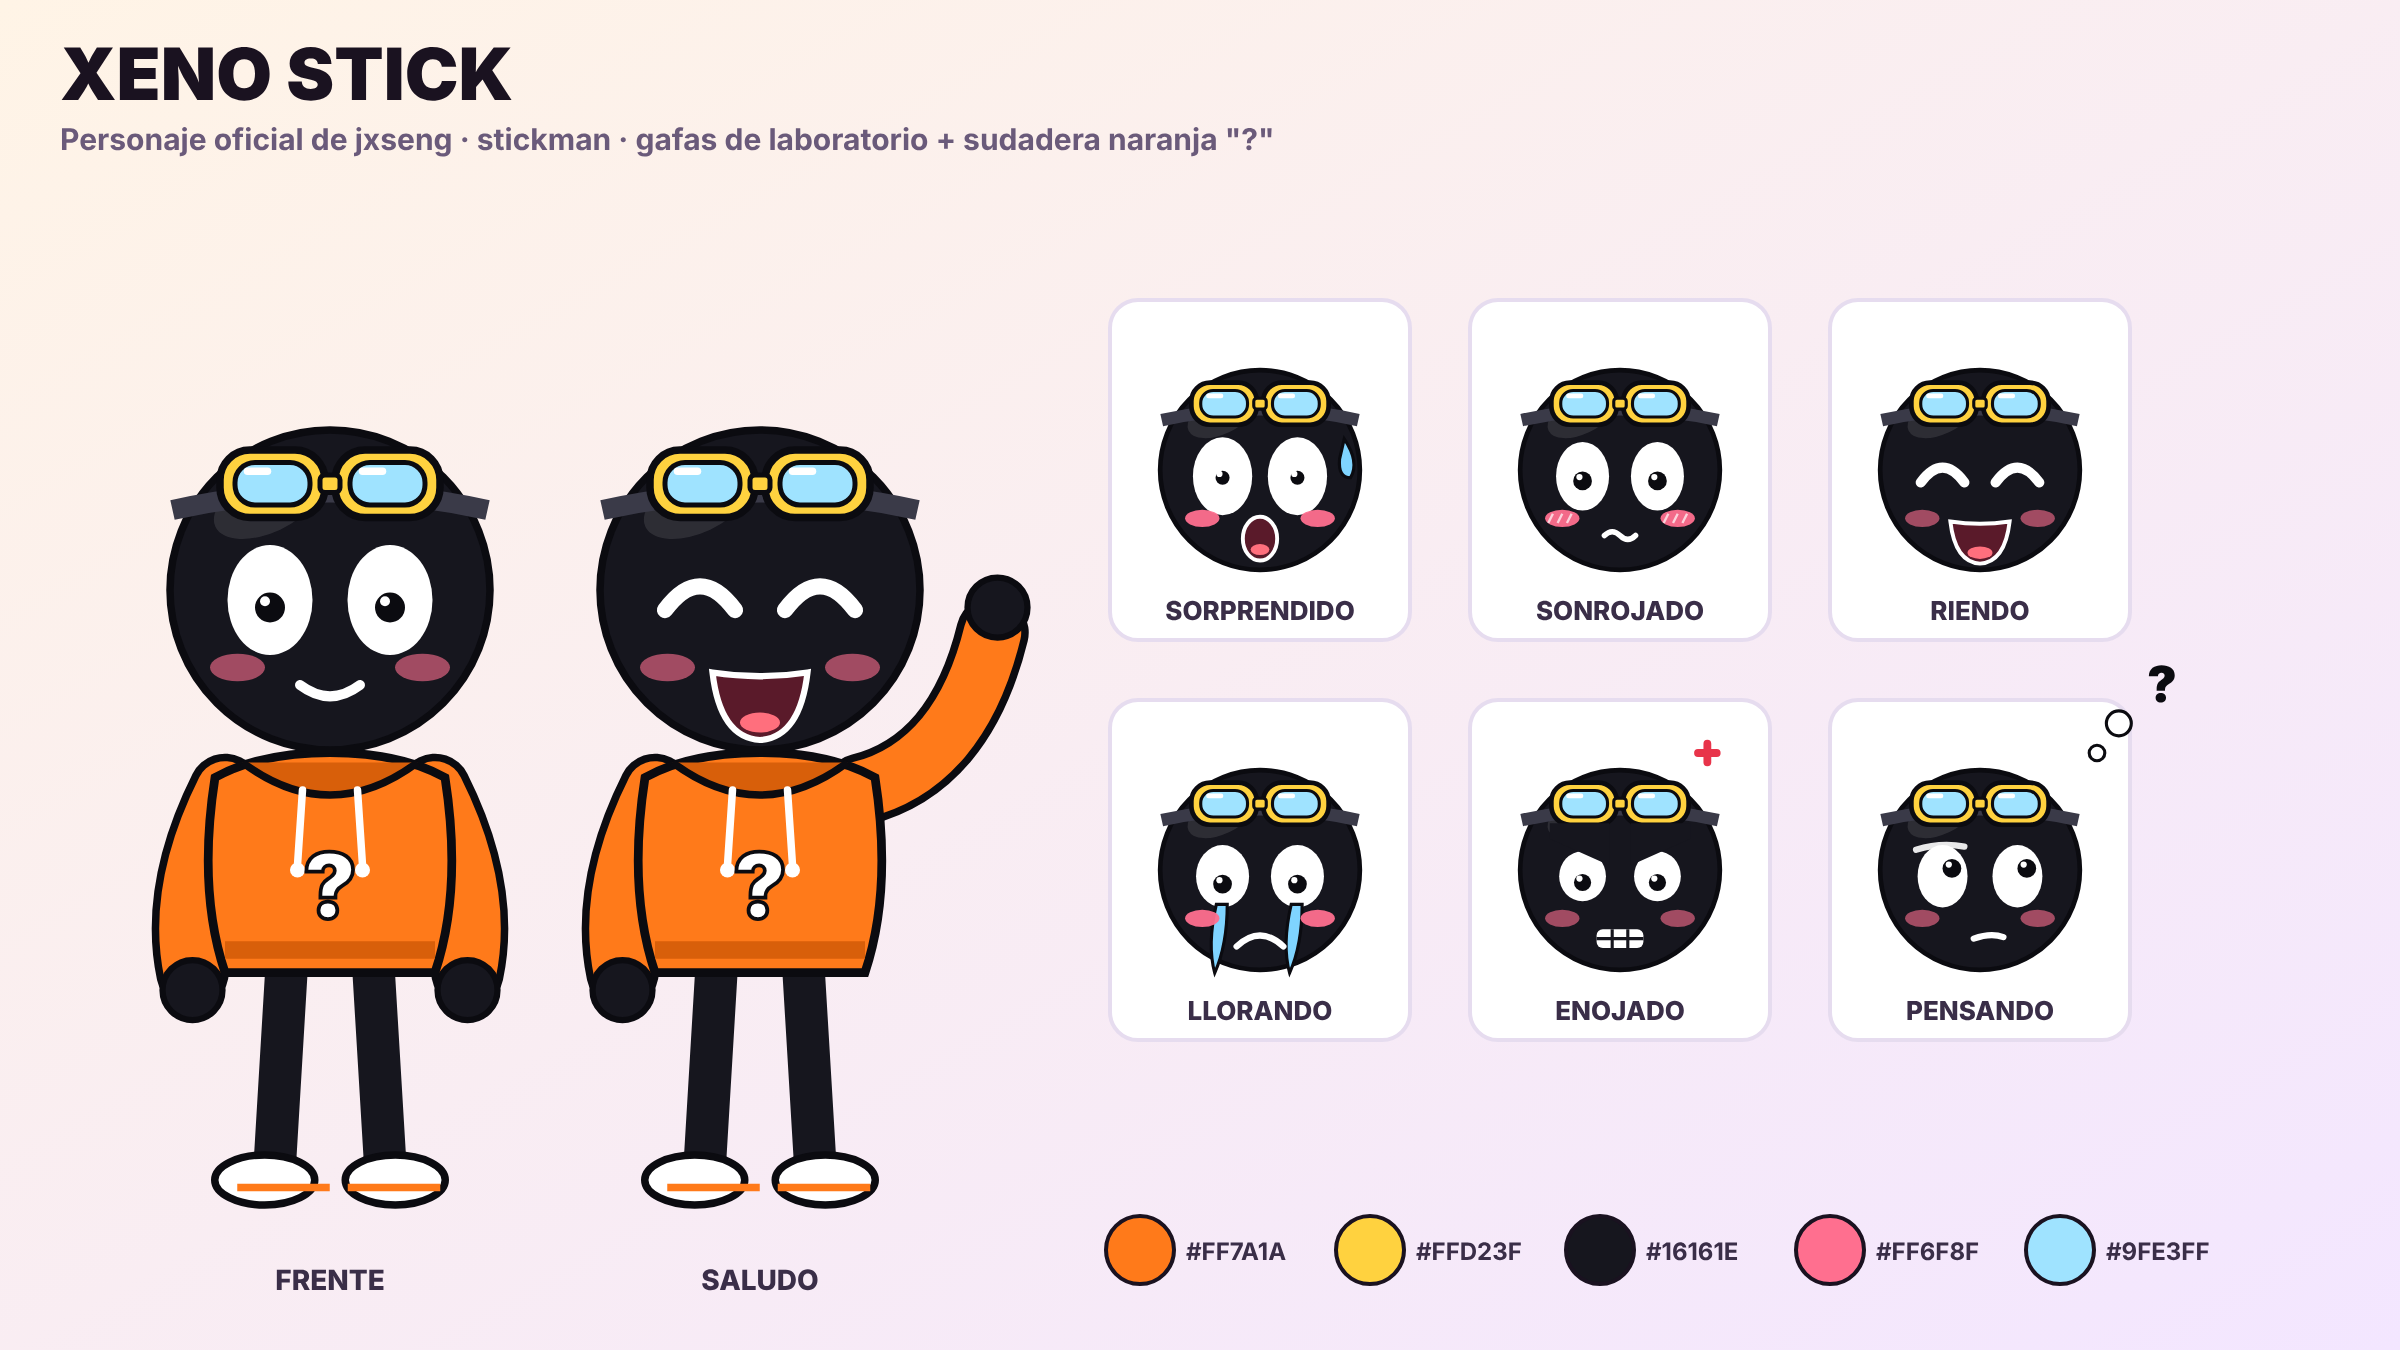 XENO STICK
Personaje oficial de jxseng · stickman · gafas de laboratorio + sudadera naranja "?"
?
?
FRENTE
SALUDO
SORPRENDIDO
SONROJADO
RIENDO
?
LLORANDO
ENOJADO
PENSANDO
#FF7A1A
#FFD23F
#16161E
#FF6F8F
#9FE3FF